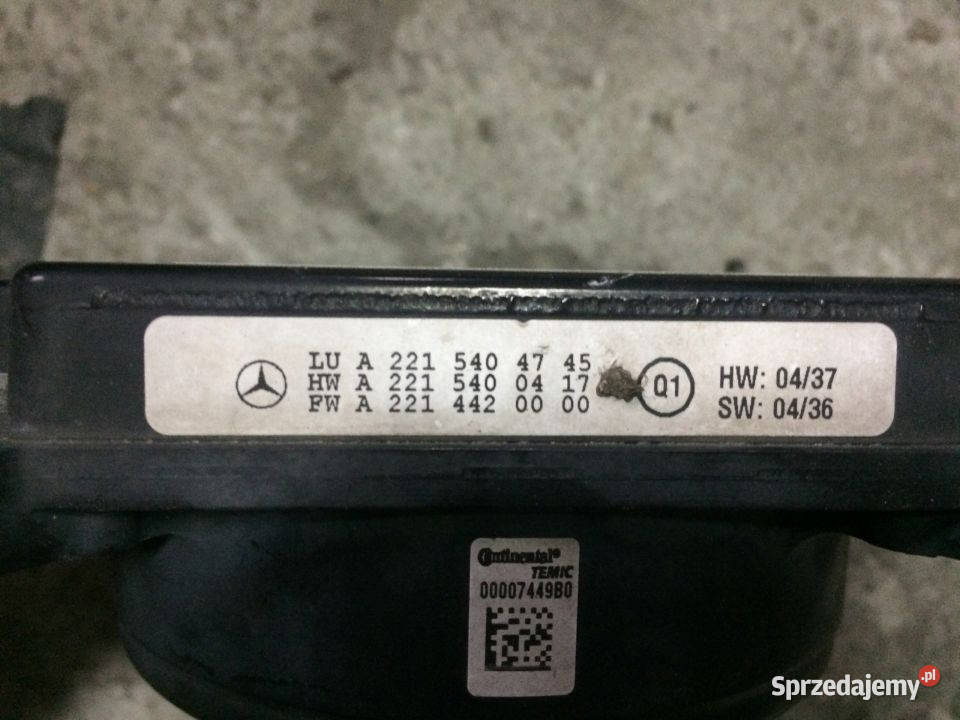 LU A 221 540 47 45
HW A 221 540 04 17
FW A 221 442 00 00
Q1
HW: 04/37
SW: 04/36
Continental®
TEMIC
00007449B0
Sprzedajemy.pl